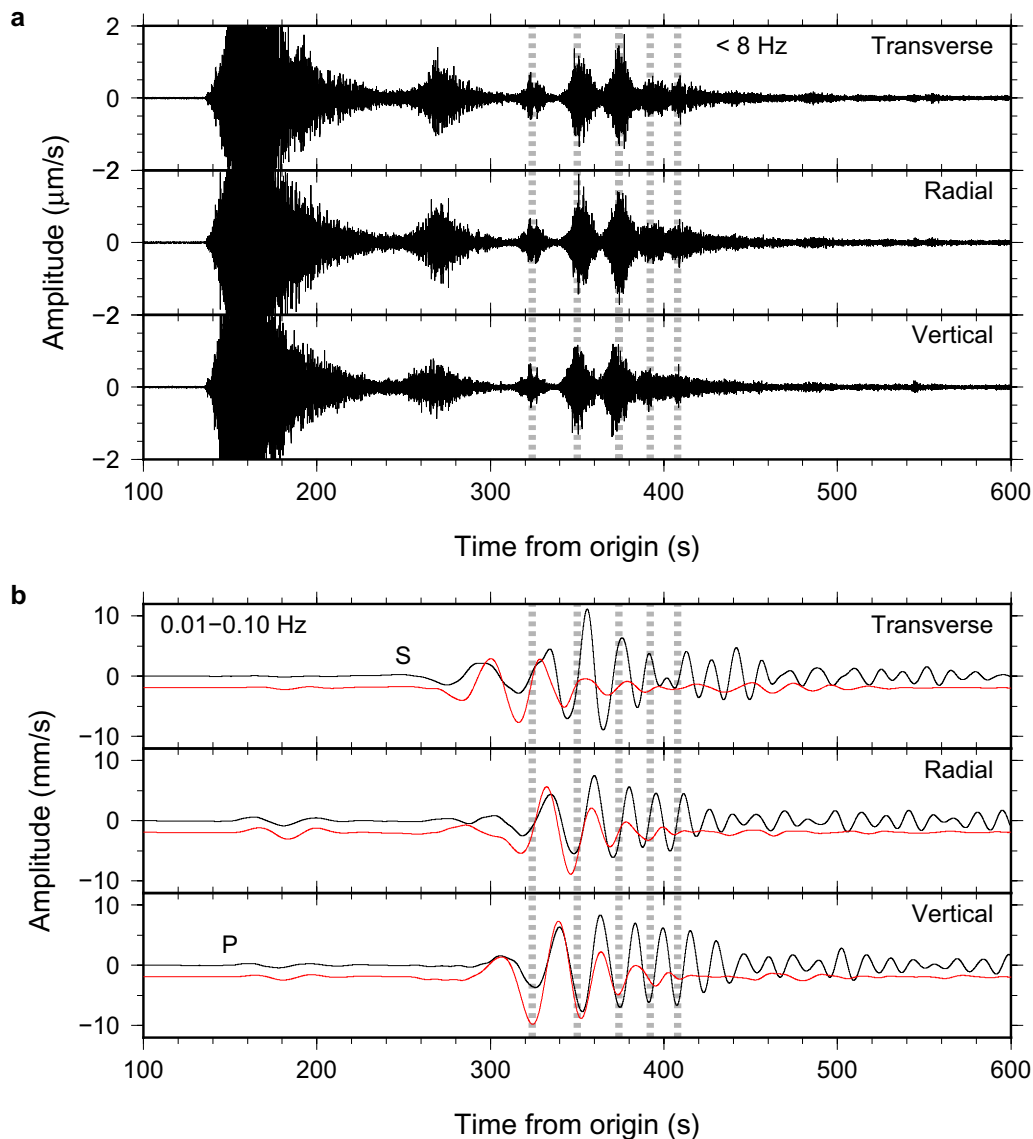 a
< 8 Hz
Transverse
2
0
−2
Radial
0
−2
Vertical
0
−2
Amplitude (μm/s)
100 200 300 400 500 600
Time from origin (s)
b
0.01−0.10 Hz
Transverse
S
10
0
−10
Radial
10
0
−10
Vertical
P
10
0
−10
Amplitude (mm/s)
100 200 300 400 500 600
Time from origin (s)